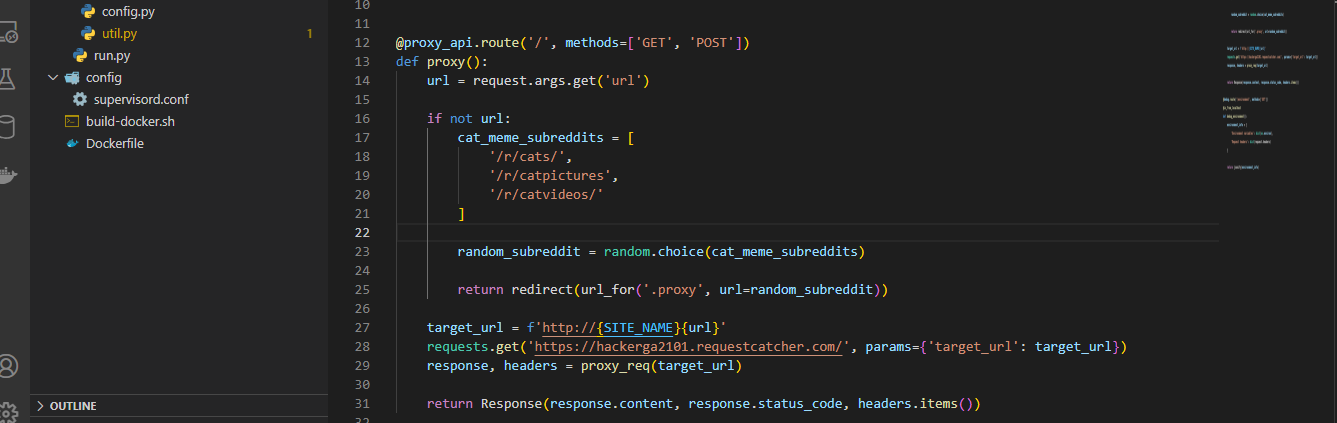 config.py
util.py 1
run.py
config
supervisord.conf
build-docker.sh
Dockerfile
OUTLINE
10
11
12 @proxy_api.route('/', methods=['GET', 'POST'])
13 def proxy():
14 url = request.args.get('url')
15
16 if not url:
17 cat_meme_subreddits = [
18 '/r/cats/',
19 '/r/catpictures',
20 '/r/catvideos/'
21 ]
22
23 random_subreddit = random.choice(cat_meme_subreddits)
24
25 return redirect(url_for('.proxy', url=random_subreddit))
26
27 target_url = f'http://{SITE_NAME}{url}'
28 requests.get('https://hackerga2101.requestcatcher.com/', params={'target_url': target_url})
29 response, headers = proxy_req(target_url)
30
31 return Response(response.content, response.status_code, headers.items())
32